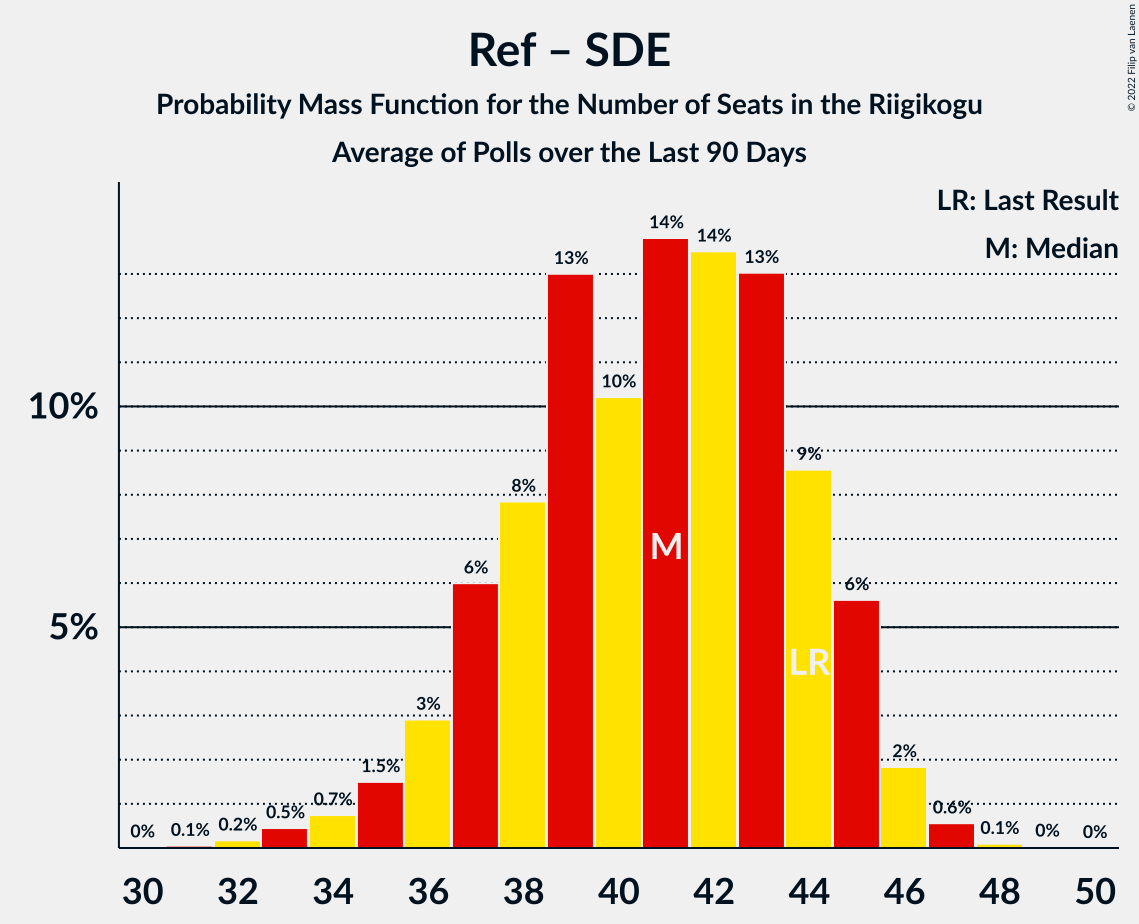 Ref – SDE
Probability Mass Function for the Number of Seats in the Riigikogu
Average of Polls over the Last 90 Days
© 2022 Filip van Laenen
LR: Last Result
M: Median
10%
5%
0%
0.1%
0.2%
0.5%
0.7%
1.5%
3%
6%
8%
13%
10%
14%
14%
13%
9%
6%
2%
0.6%
0.1%
0%
0%
M
LR
30 32 34 36 38 40 42 44 46 48 50